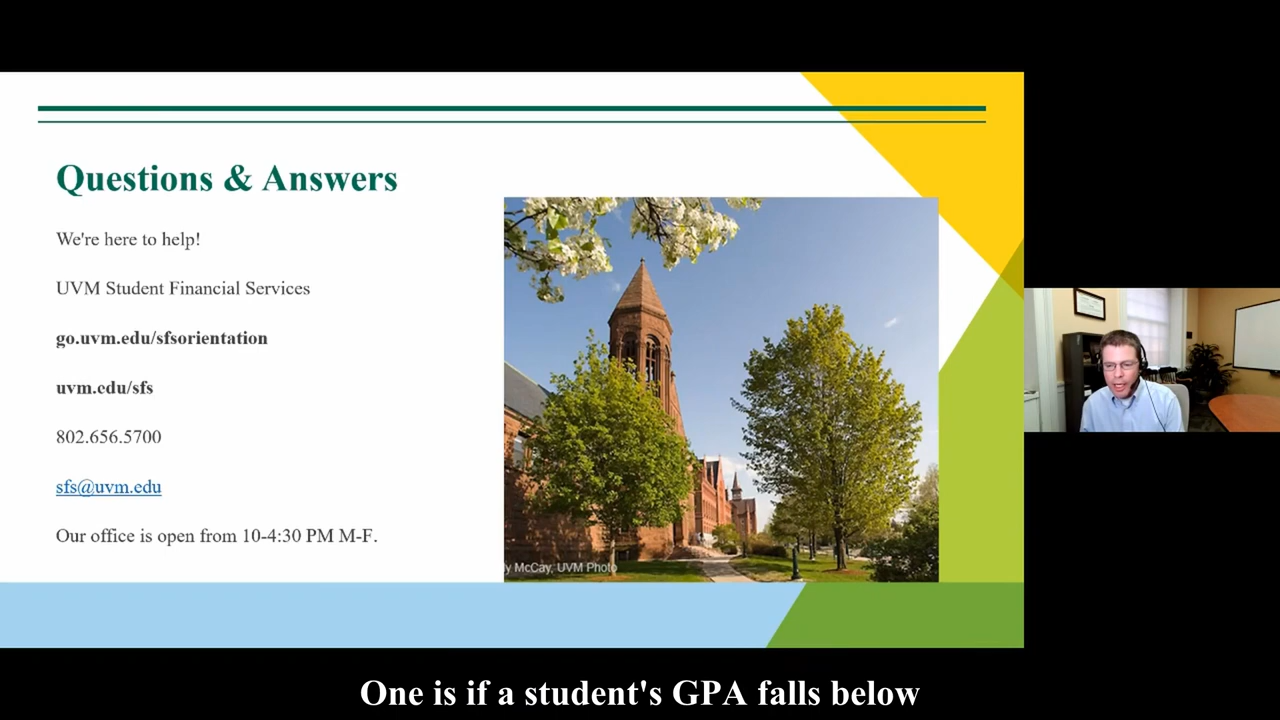 Questions & Answers
We're here to help!
UVM Student Financial Services
go.uvm.edu/sfsorientation
uvm.edu/sfs
802.656.5700
sfs@uvm.edu
Our office is open from 10-4:30 PM M-F.
McCay, UVM Photo
One is if a student's GPA falls below